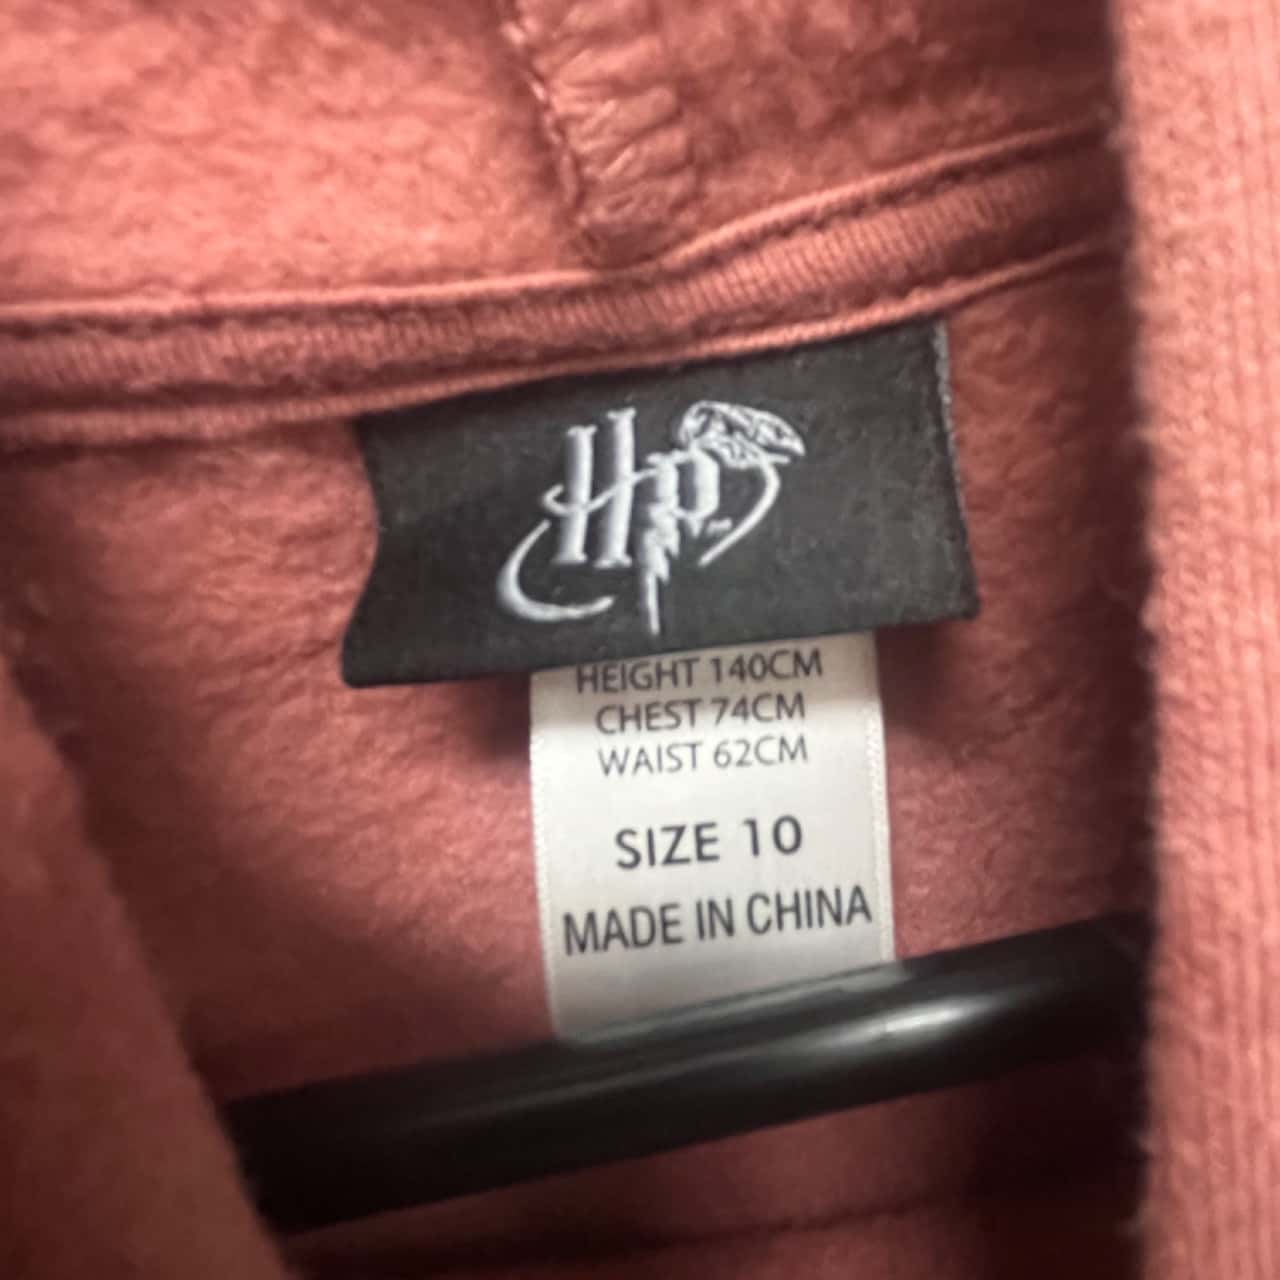 HP
HEIGHT 140CM
CHEST 74CM
WAIST 62CM
SIZE 10
MADE IN CHINA